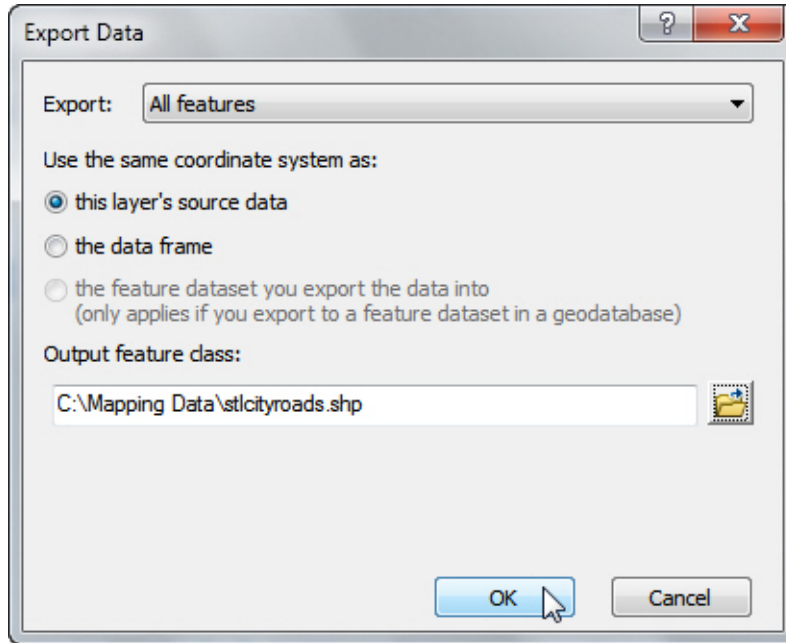 Export Data
Export: All features
Use the same coordinate system as:
this layer's source data
the data frame
the feature dataset you export the data into
(only applies if you export to a feature dataset in a geodatabase)
Output feature class:
C:\Mapping Data\stlcityroads.shp
OK Cancel